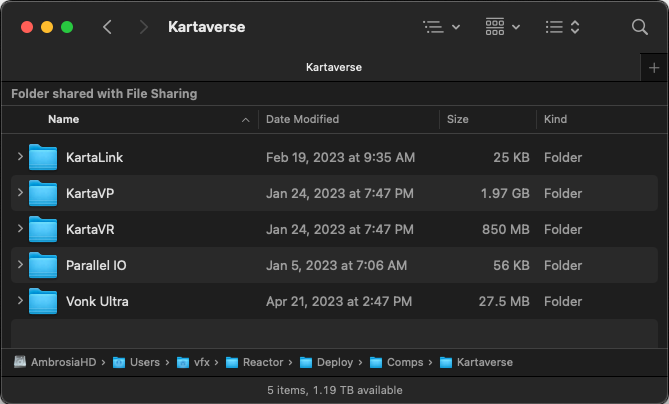 Kartaverse
Kartaverse
Folder shared with File Sharing
Name Date Modified Size Kind
KartaLink Feb 19, 2023 at 9:35 AM 25 KB Folder
KartaVP Jan 24, 2023 at 7:47 PM 1.97 GB Folder
KartaVR Jan 24, 2023 at 7:47 PM 850 MB Folder
Parallel IO Jan 5, 2023 at 7:06 AM 56 KB Folder
Vonk Ultra Apr 21, 2023 at 2:47 PM 27.5 MB Folder
AmbrosiaHD › Users › vfx › Reactor › Deploy › Comps › Kartaverse
5 items, 1.19 TB available